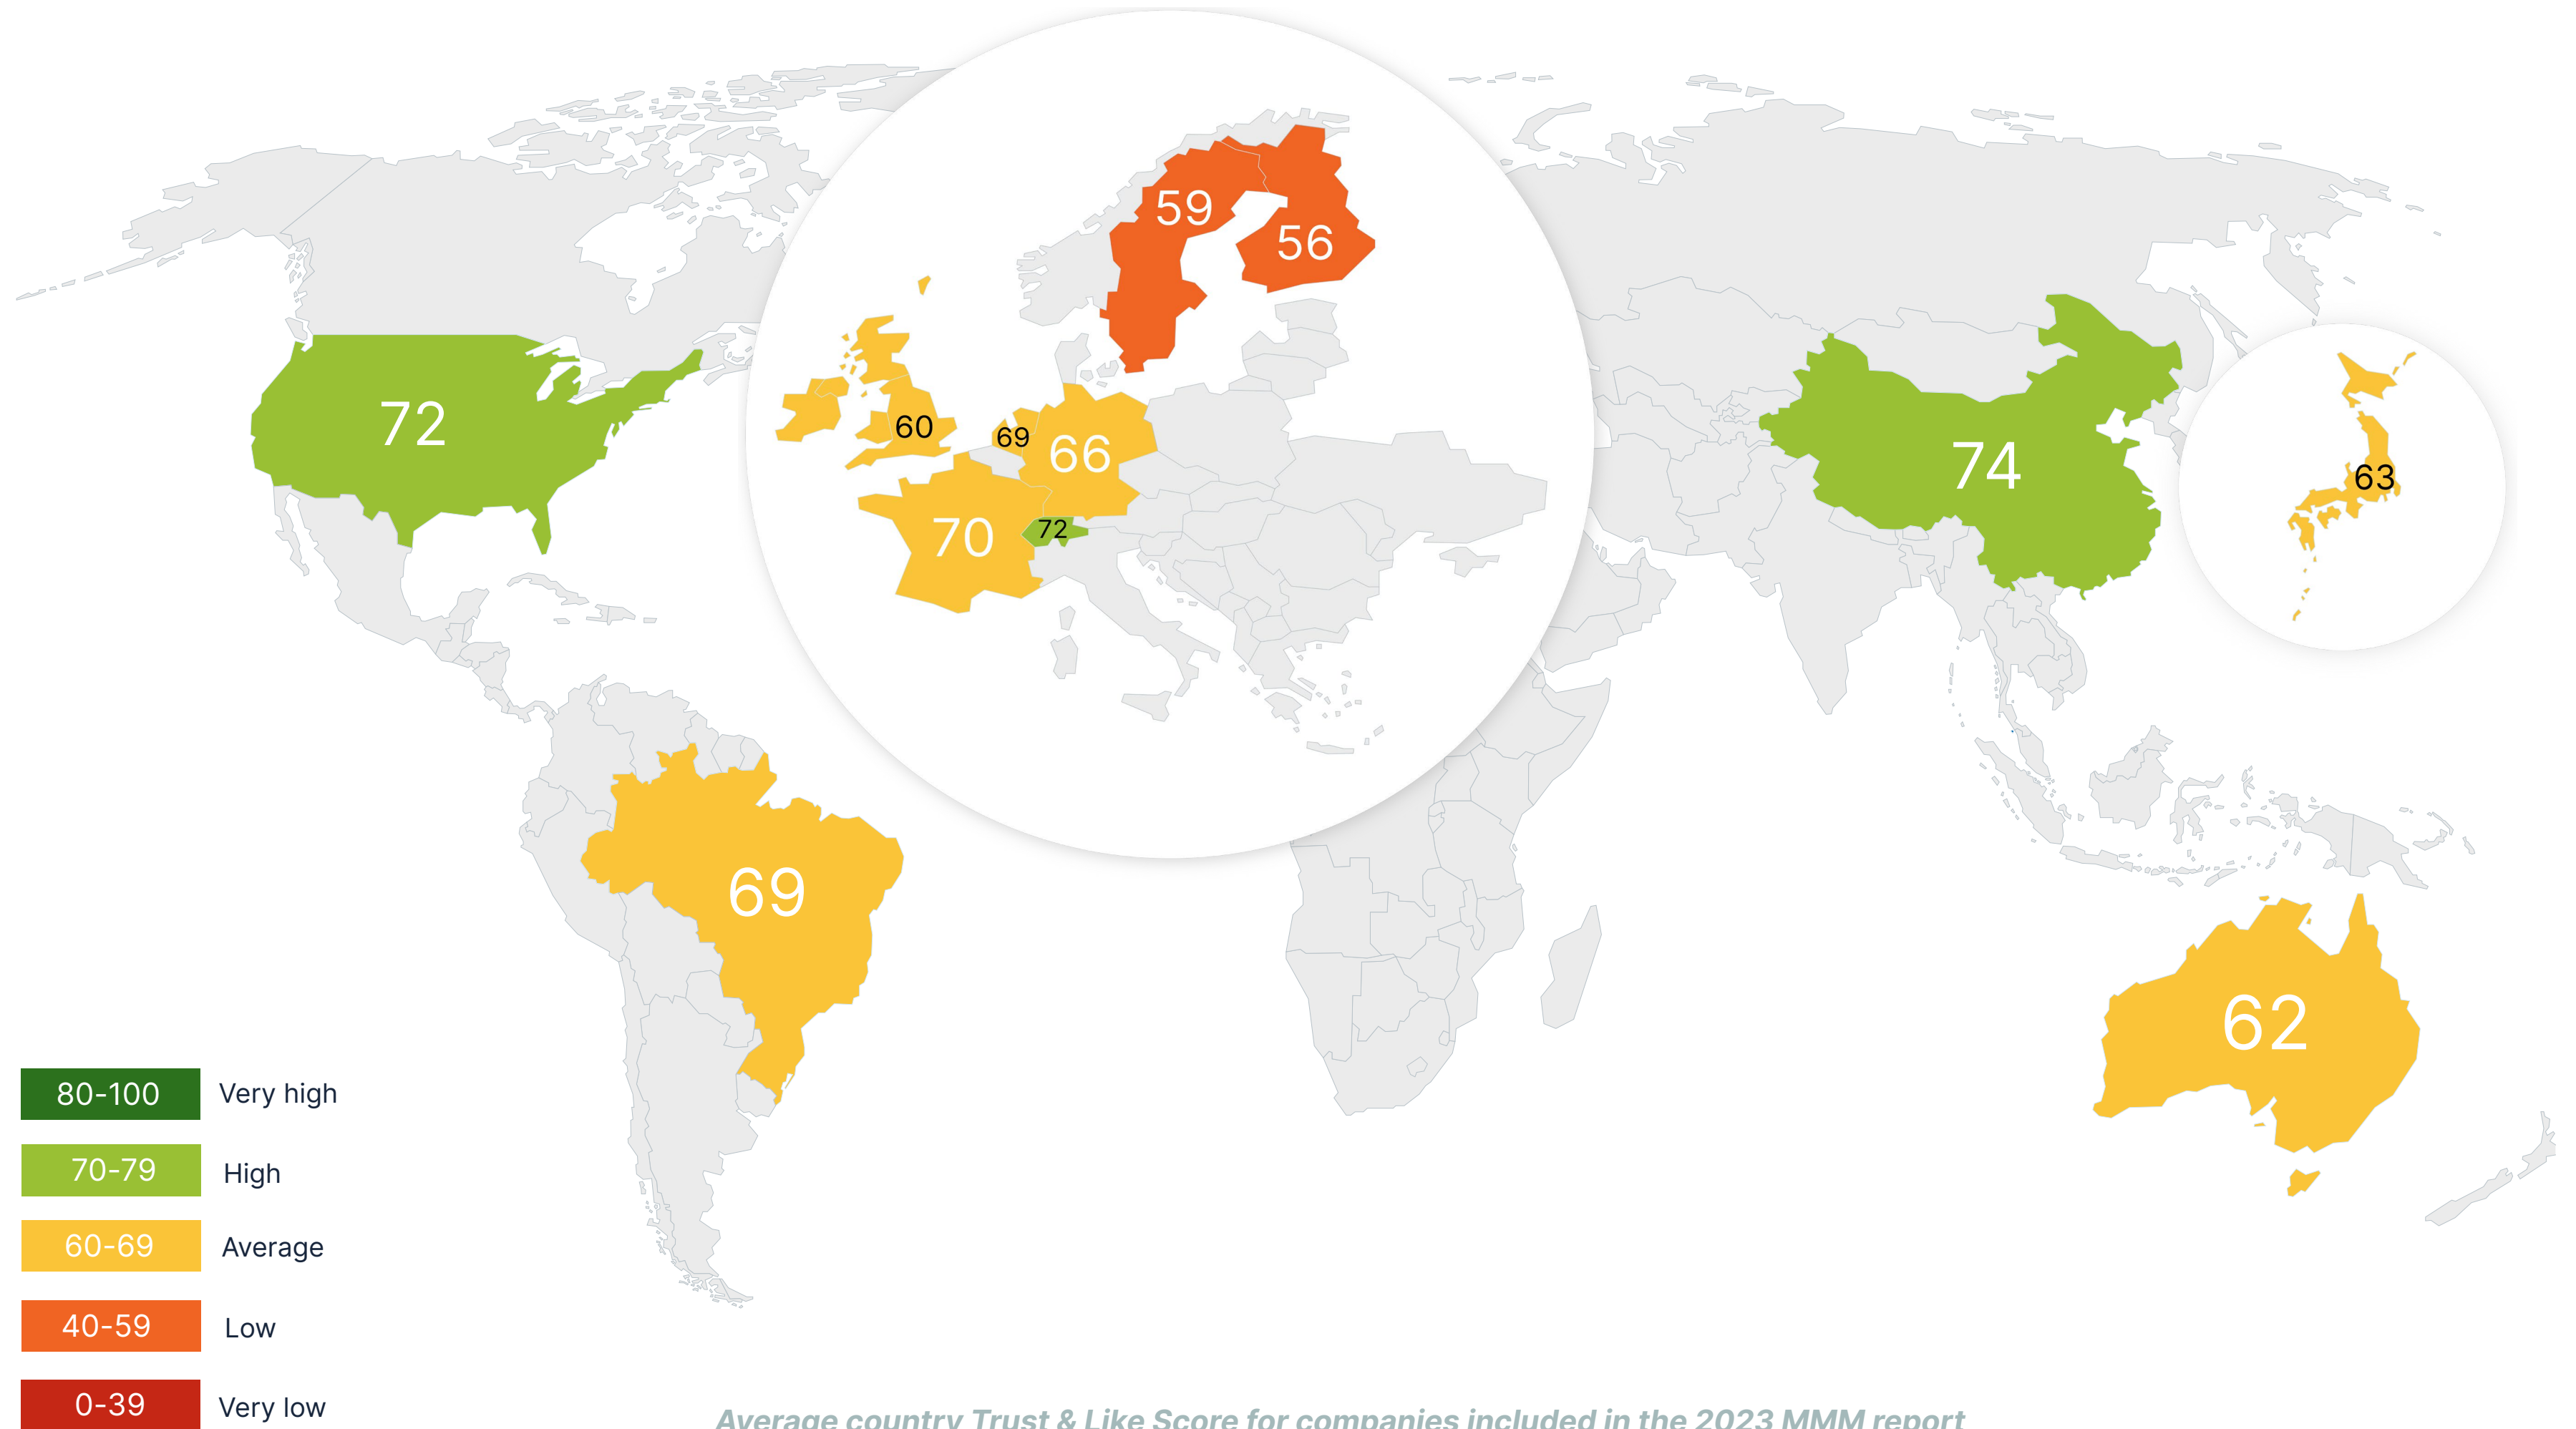 59
56
60
69
66
72
70
72
74
63
69
62
80-100 Very high
70-79 High
60-69 Average
40-59 Low
0-39 Very low
Average country Trust & Like Score for companies included in the 2023 MMM report